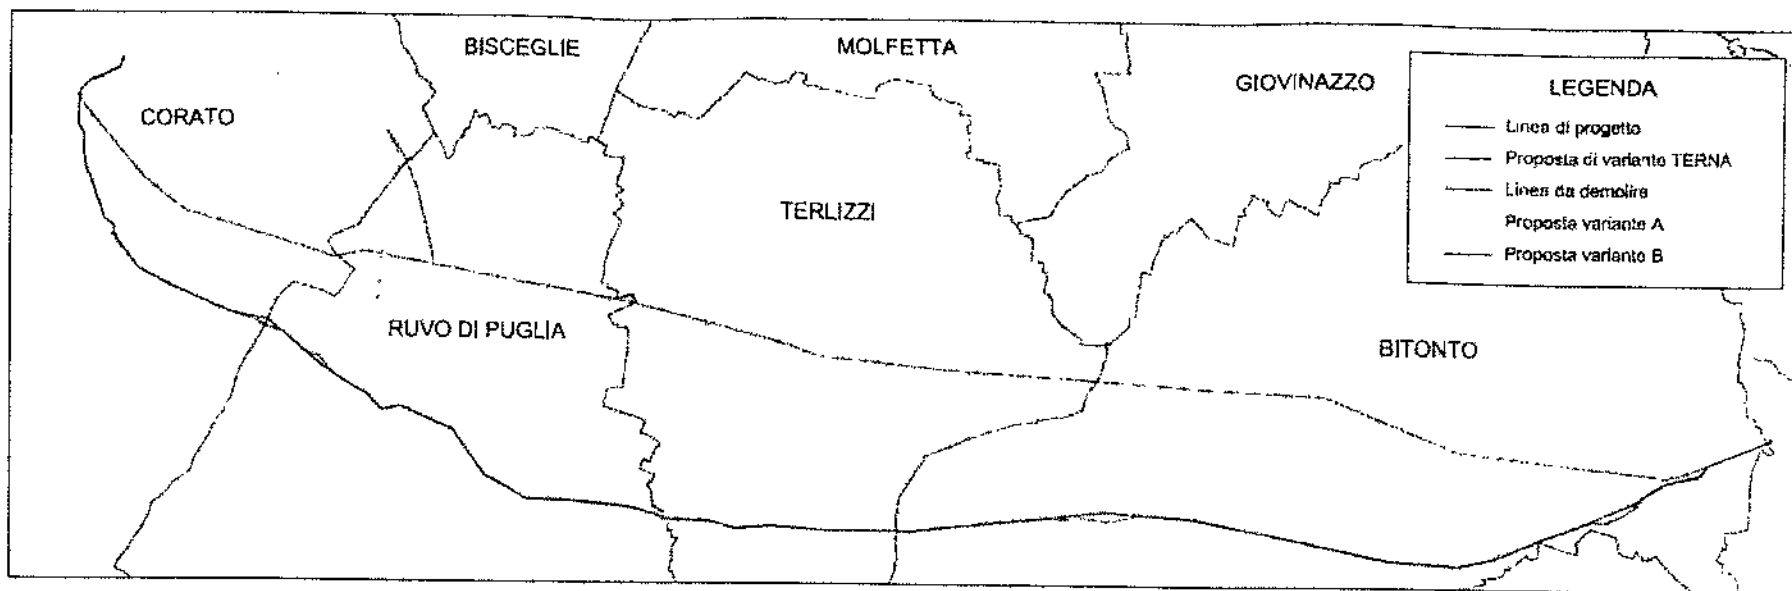 BISCEGLIE
MOLFETTA
GIOVINAZZO
CORATO
TERLIZZI
RUVO DI PUGLIA
BITONTO
LEGENDA
Linea di progetto
Proposta di variante TERNA
Linea da demolire
Proposta variante A
Proposta variante B